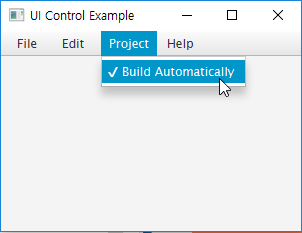 UI Control Example
File Edit Project Help
✓ Build Automatically